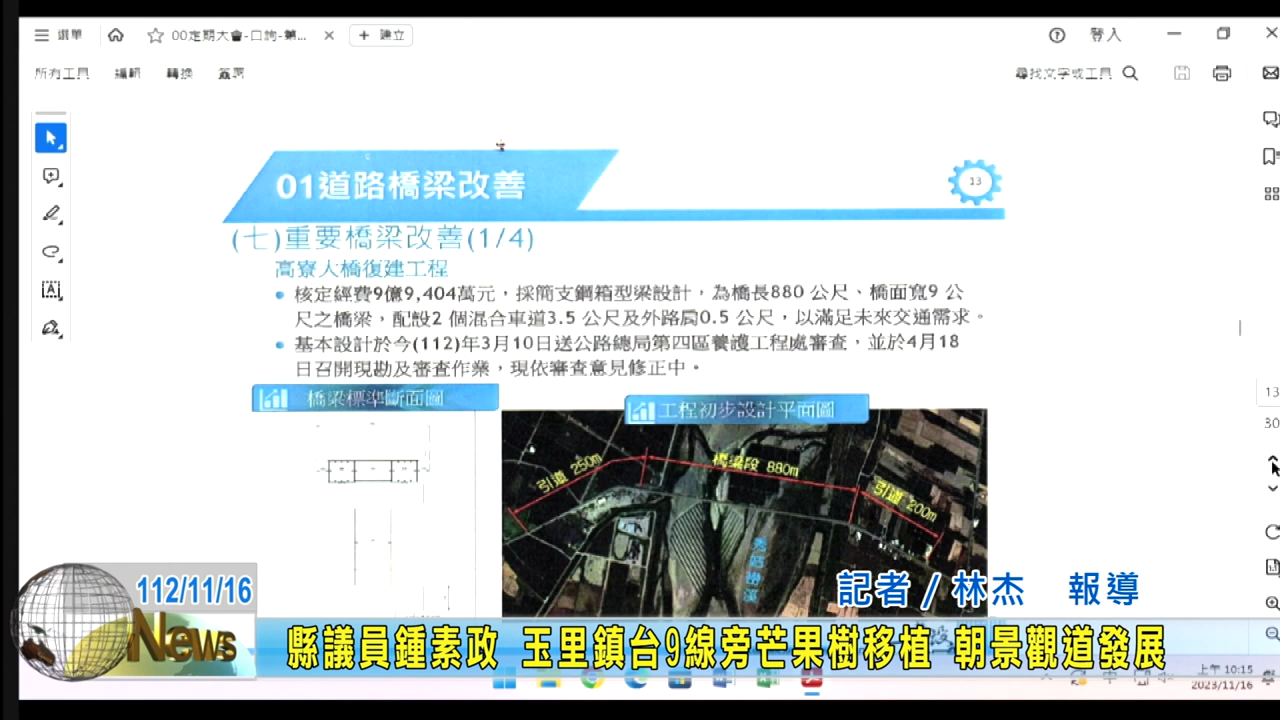 選單
00定期大會-口詢-第...
建立
登入
所有工具 編輯 轉換 簽署
尋找文字或工具
01道路橋梁改善
13
(七)重要橋梁改善(1/4)
高寮大橋復建工程
核定經費9億9,404萬元，採簡支鋼箱型梁設計，為橋長880 公尺、橋面寬9 公
尺之橋梁，配設2 個混合車道3.5 公尺及外路肩0.5 公尺，以滿足未來交通需求。
基本設計於今(112)年3月10日送公路總局第四區養護工程處審查，並於4月18
日召開現勘及審查作業，現依審查意見修正中。
橋梁標準斷面圖
工程初步設計平面圖
引道 250m
橋梁段 880m
引道 200m
秀姑巒溪
13
30
112/11/16
News
記者/林杰 報導
縣議員鍾素政 玉里鎮台9線旁芒果樹移植 朝景觀道發展
上午 10:15
2023/11/16